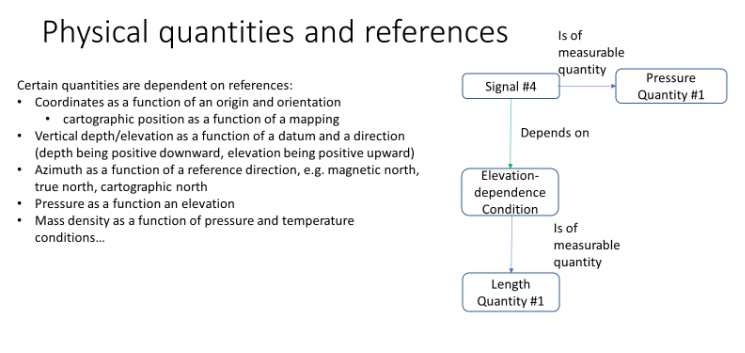 Physical quantities and references
Certain quantities are dependent on references:
• Coordinates as a function of an origin and orientation
• cartographic position as a function of a mapping
• Vertical depth/elevation as a function of a datum and a direction
(depth being positive downward, elevation being positive upward)
• Azimuth as a function of a reference direction, e.g. magnetic north,
true north, cartographic north
• Pressure as a function an elevation
• Mass density as a function of pressure and temperature
conditions…
Is of
measurable
quantity
Signal #4
Pressure
Quantity #1
Depends on
Elevation-
dependence
Condition
Is of
measurable
quantity
Length
Quantity #1